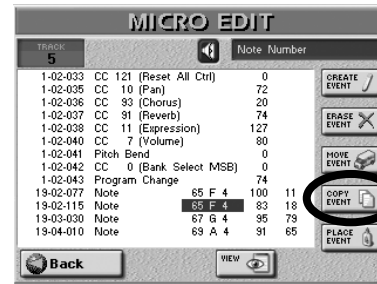 MICRO EDIT
TRACK
5
Note Number
1-02-033 CC 121 (Reset All Ctrl) 0
1-02-035 CC 10 (Pan) 72
1-02-036 CC 93 (Chorus) 20
1-02-037 CC 91 (Reverb) 74
1-02-038 CC 11 (Expression) 127
1-02-040 CC 7 (Volume) 80
1-02-041 Pitch Bend 0
1-02-042 CC 0 (Bank Select MSB) 0
1-02-043 Program Change 74
19-02-077 Note 65 F 4 100 11
19-02-115 Note 65 F 4 83 18
19-03-030 Note 67 G 4 95 79
19-04-010 Note 69 A 4 91 65
CREATE
EVENT
ERASE
EVENT
MOVE
EVENT
COPY
EVENT
PLACE
EVENT
Back
VIEW